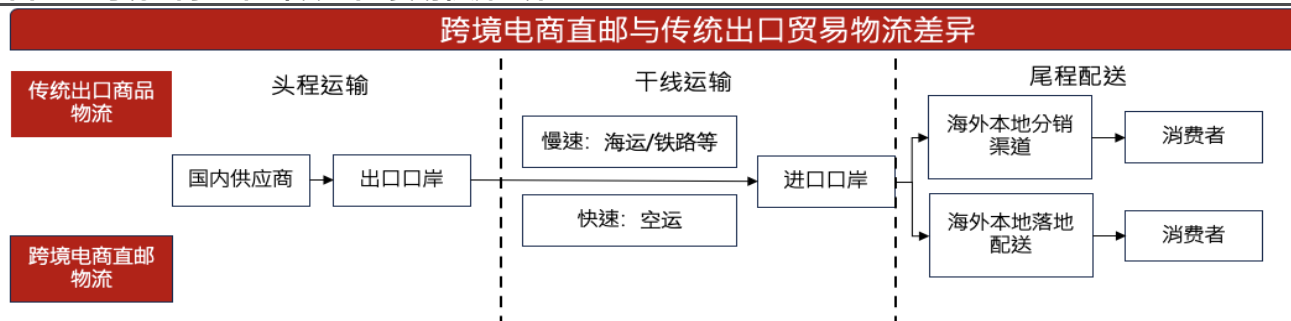 跨境电商直邮与传统出口贸易物流差异
传统出口商品
物流
头程运输
干线运输
尾程配送
慢速：海运/铁路等
海外本地分销
渠道
消费者
国内供应商
出口口岸
进口口岸
快速：空运
海外本地落地
配送
消费者
跨境电商直邮
物流